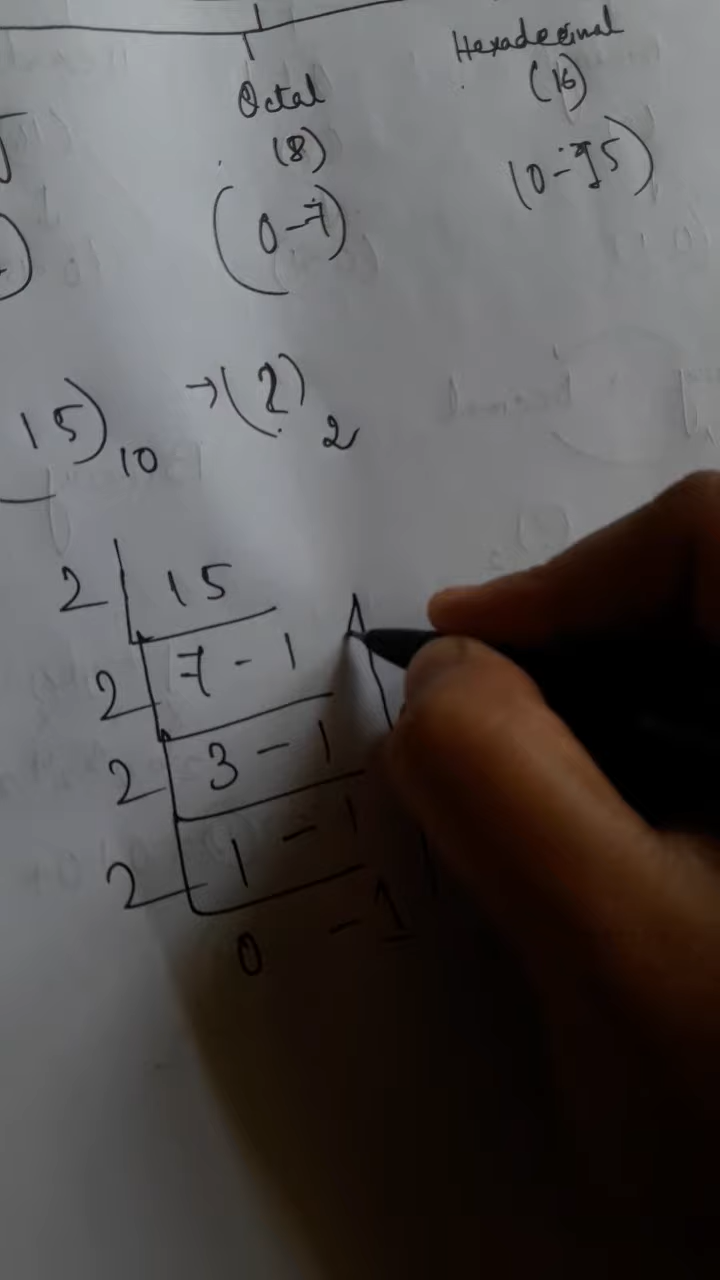 Octal
Hexadecimal
(8)
(16)
(0-7)
(0-15)
15)10 → (2)2
2 15
2 7 - 1
2 3 - 1
2 1 - 1
0 - 1